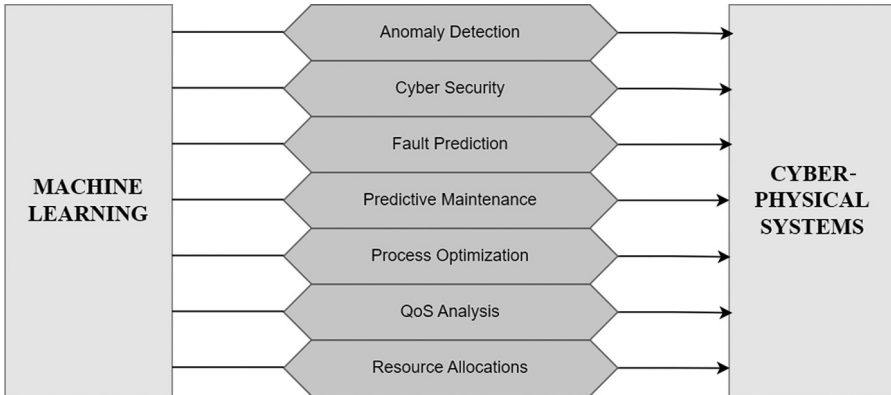 MACHINE
LEARNING
Anomaly Detection
Cyber Security
Fault Prediction
Predictive Maintenance
Process Optimization
QoS Analysis
Resource Allocations
CYBER-
PHYSICAL
SYSTEMS